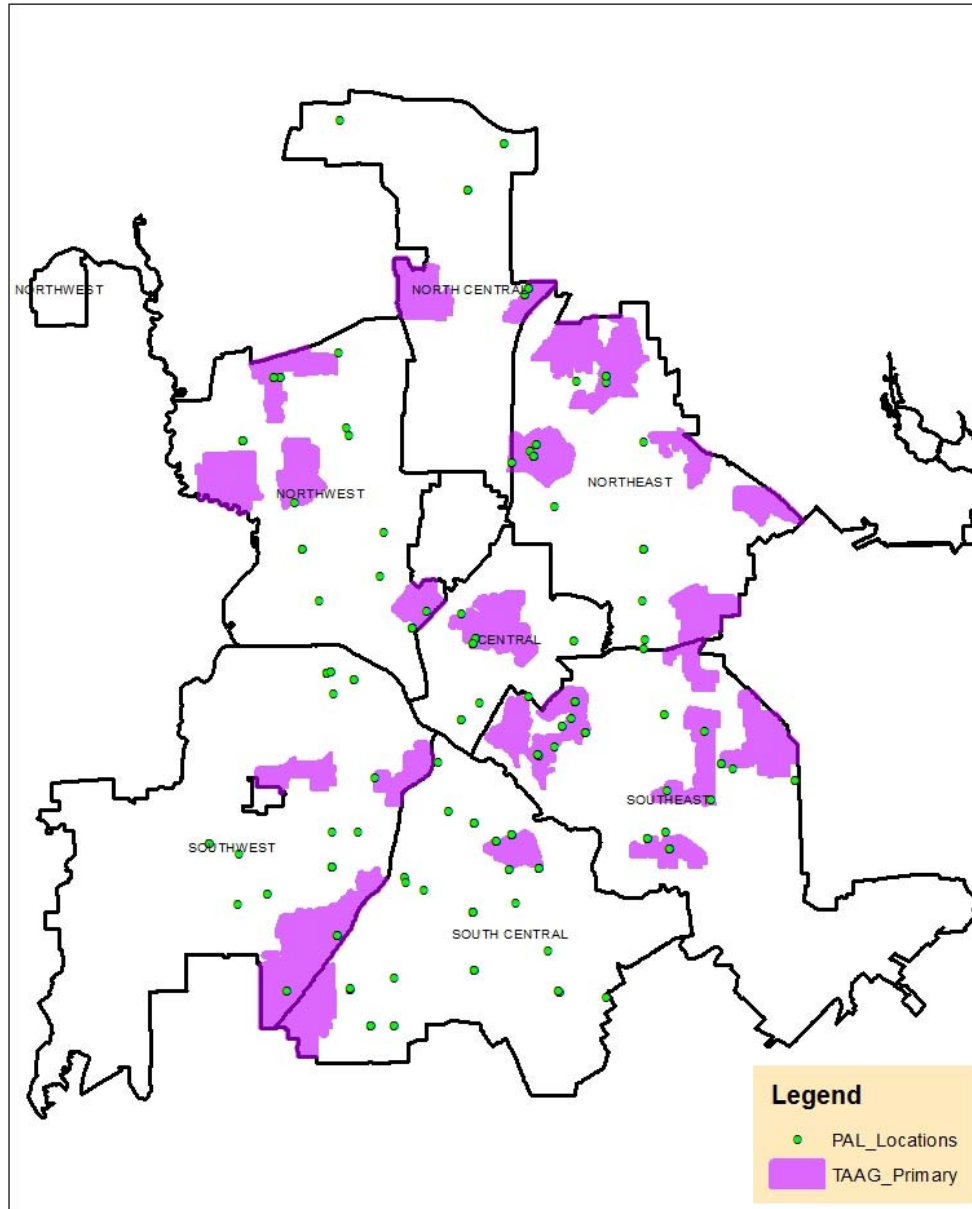 NORTHWEST
NORTH CENTRAL
NORTHWEST
NORTHEAST
CENTRAL
SOUTHEAST
SOUTHWEST
SOUTH CENTRAL
Legend
PAL_Locations
TAAG_Primary